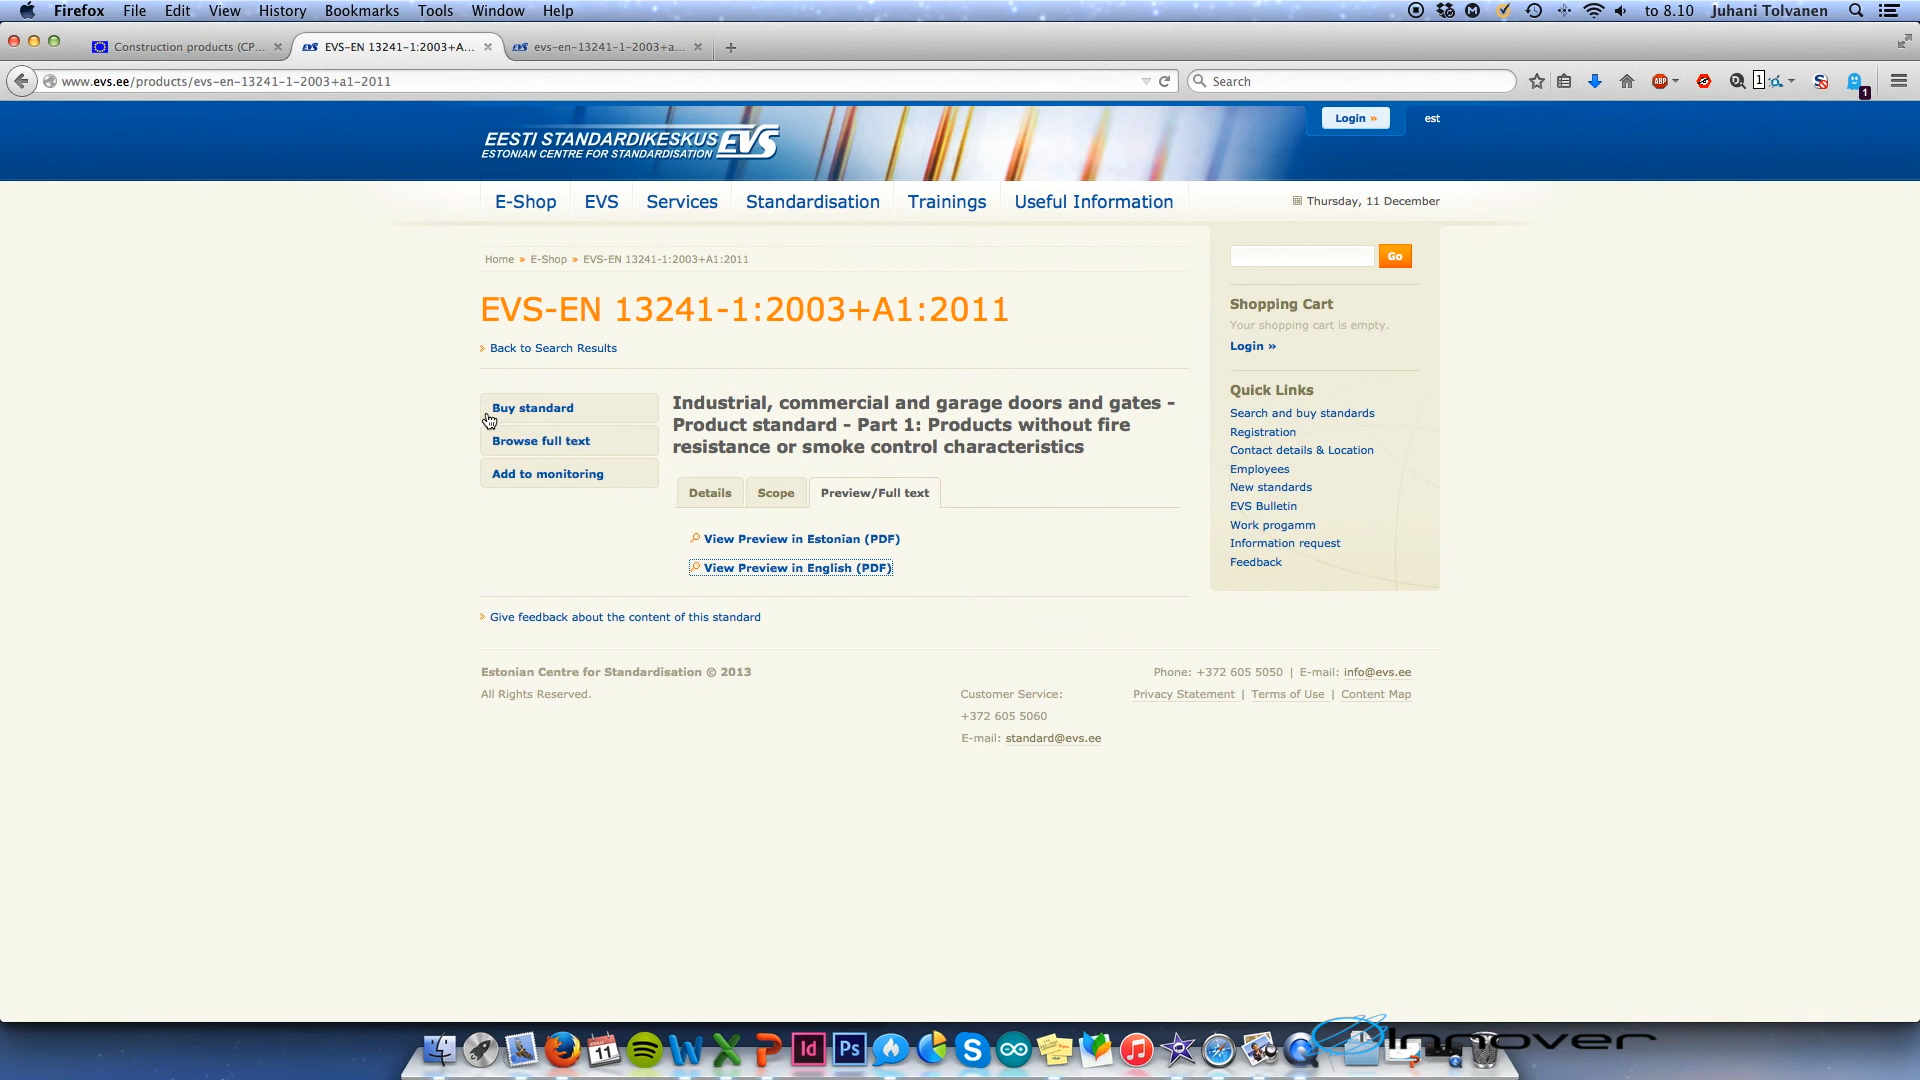 Firefox File Edit View History Bookmarks Tools Window Help to 8.10 Juhani Tolvanen
Construction products (CP... EVS-EN 13241-1:2003+A... evs-en-13241-1-2003+a...
www.evs.ee/products/evs-en-13241-1-2003+a1-2011 Search ABP 1 1
EESTI STANDARDIKESKUS EVS
ESTONIAN CENTRE FOR STANDARDISATION
Login » est
E-Shop EVS Services Standardisation Trainings Useful Information Thursday, 11 December
Home » E-Shop » EVS-EN 13241-1:2003+A1:2011
EVS-EN 13241-1:2003+A1:2011
Back to Search Results
Buy standard
Browse full text
Add to monitoring
Industrial, commercial and garage doors and gates -
Product standard - Part 1: Products without fire
resistance or smoke control characteristics
Details Scope Preview/Full text
View Preview in Estonian (PDF)
View Preview in English (PDF)
Give feedback about the content of this standard
Go
Shopping Cart
Your shopping cart is empty.
Login »
Quick Links
Search and buy standards
Registration
Contact details & Location
Employees
New standards
EVS Bulletin
Work progamm
Information request
Feedback
Estonian Centre for Standardisation © 2013
All Rights Reserved.
Customer Service:
+372 605 5060
E-mail: standard@evs.ee
Phone: +372 605 5050 | E-mail: info@evs.ee
Privacy Statement | Terms of Use | Content Map
11 Id Ps
Innover